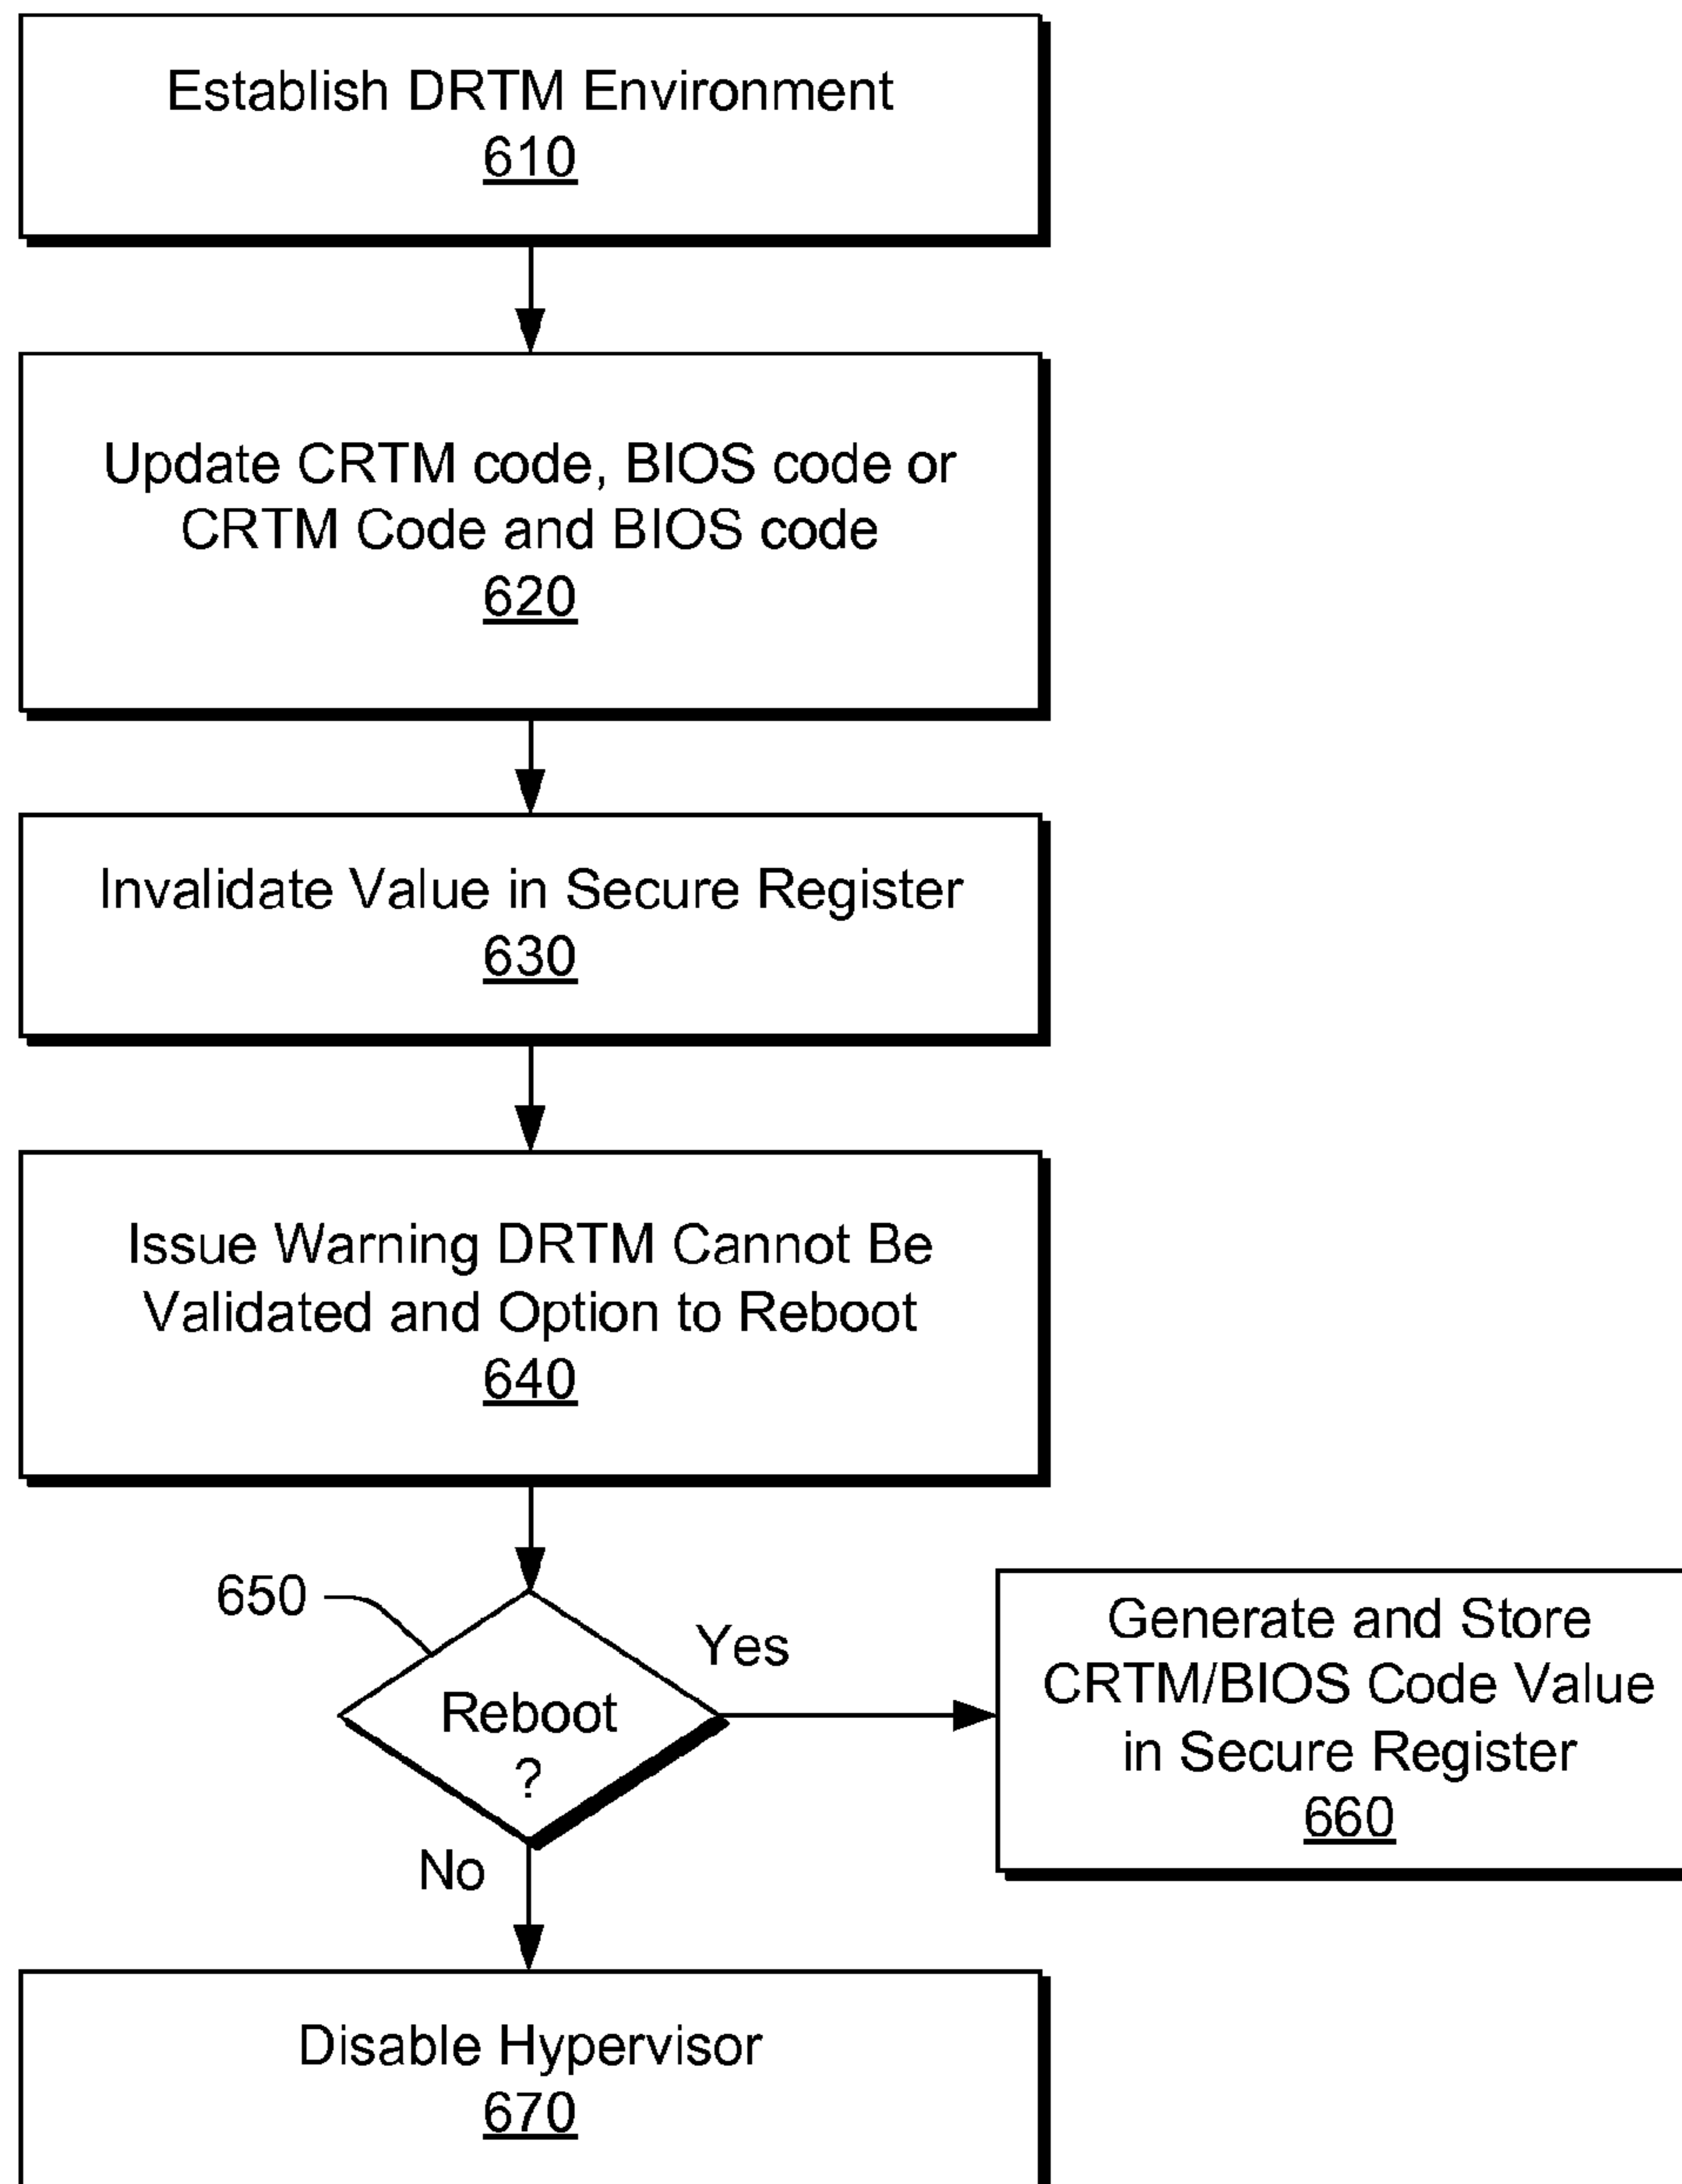 Establish DRTM Environment
610
Update CRTM code, BIOS code or
CRTM Code and BIOS code
620
Invalidate Value in Secure Register
630
Issue Warning DRTM Cannot Be
Validated and Option to Reboot
640
650
Reboot
?
Yes
Generate and Store
CRTM/BIOS Code Value
in Secure Register
660
No
Disable Hypervisor
670